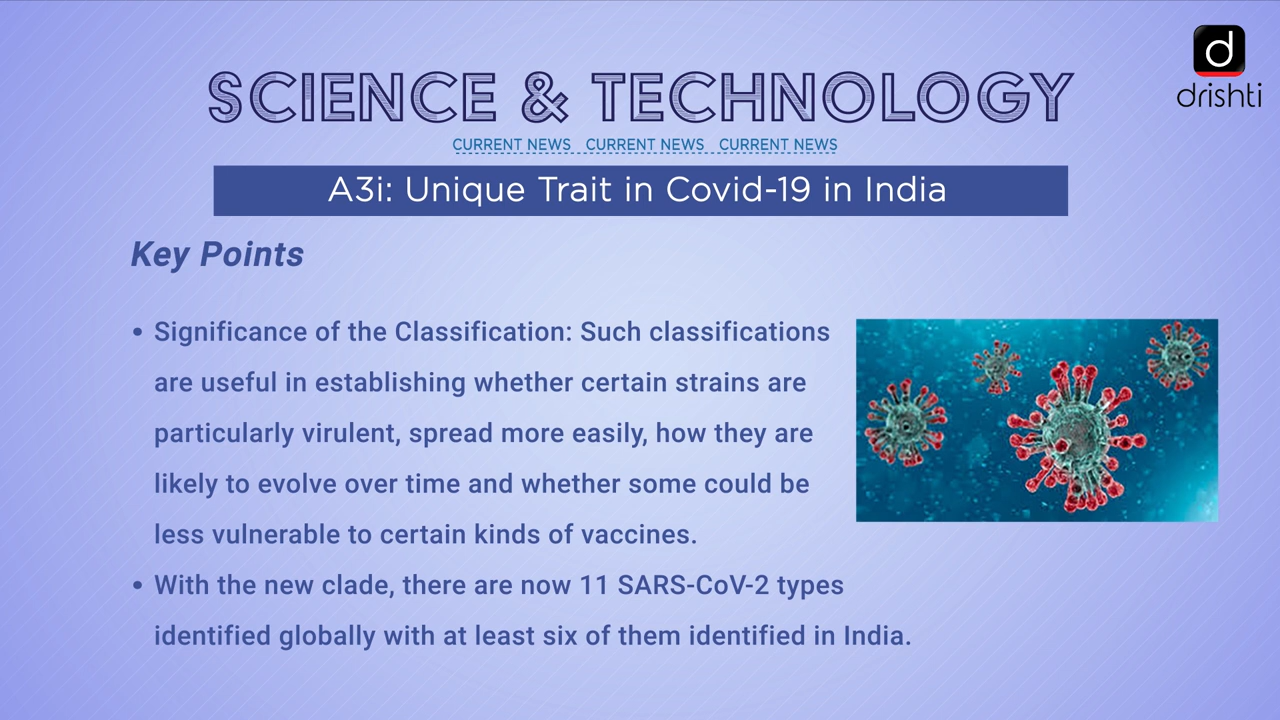 d
drishti
SCIENCE & TECHNOLOGY
CURRENT NEWS CURRENT NEWS CURRENT NEWS
A3i: Unique Trait in Covid-19 in India
Key Points
• Significance of the Classification: Such classifications
are useful in establishing whether certain strains are
particularly virulent, spread more easily, how they are
likely to evolve over time and whether some could be
less vulnerable to certain kinds of vaccines.
• With the new clade, there are now 11 SARS-CoV-2 types
identified globally with at least six of them identified in India.